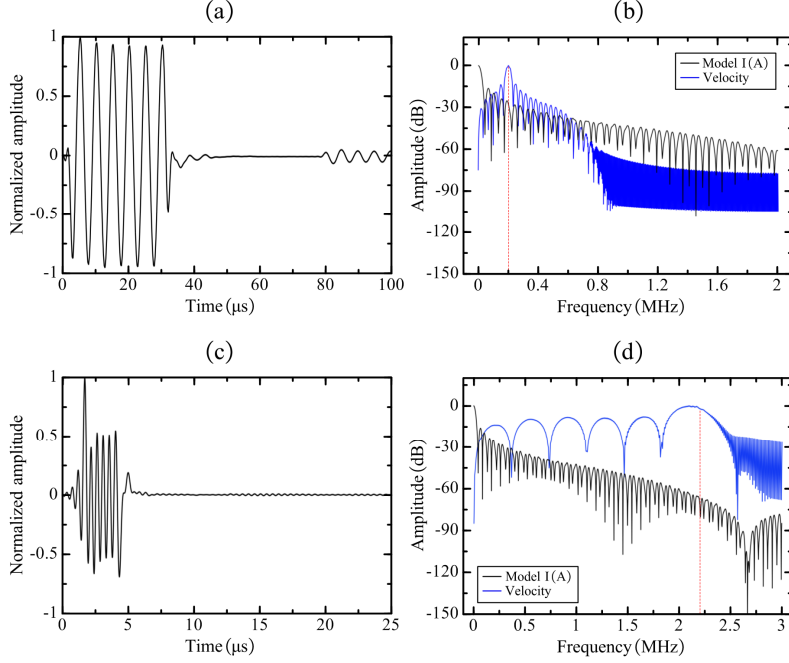 (a)
Normalized amplitude
1
0.5
0
-0.5
-1
0 20 40 60 80 100
Time (μs)
(b)
Amplitude (dB)
0
-30
-60
-90
-120
-150
Model I (A)
Velocity
0 0.4 0.8 1.2 1.6 2
Frequency (MHz)
(c)
Normalized amplitude
1
0.5
0
-0.5
-1
0 5 10 15 20 25
Time (μs)
(d)
Amplitude (dB)
0
-30
-60
-90
-120
-150
Model I (A)
Velocity
0 0.5 1 1.5 2 2.5 3
Frequency (MHz)